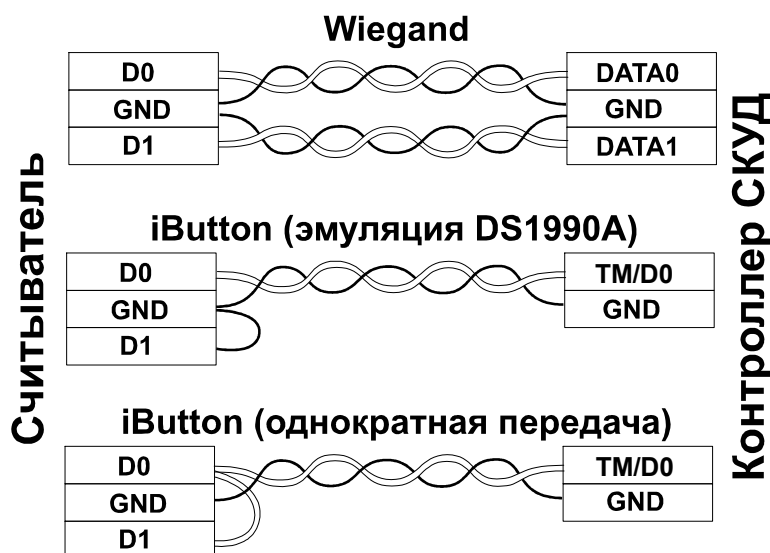 Wiegand
D0
DATA0
GND
GND
D1
DATA1
Считыватель
Контроллер СКУД
iButton (эмуляция DS1990A)
D0
TM/D0
GND
GND
D1
iButton (однократная передача)
D0
TM/D0
GND
GND
D1